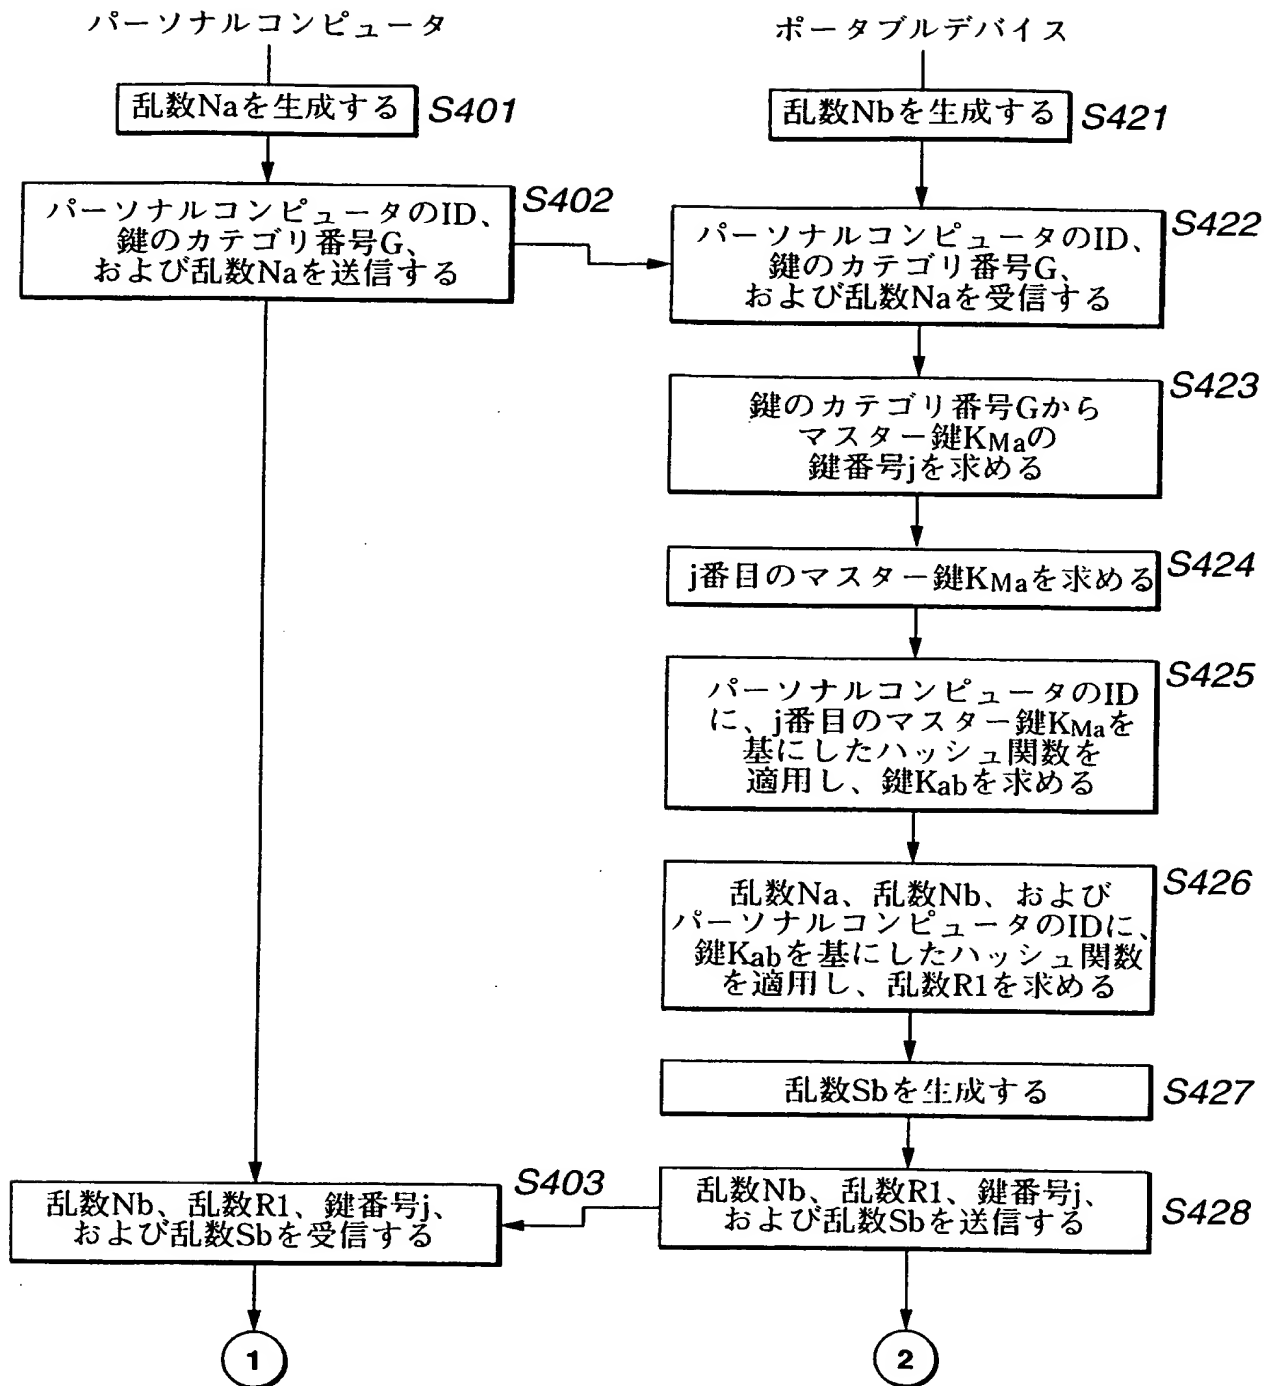 パーソナルコンピュータ
乱数Naを生成する
S401
パーソナルコンピュータのID、
鍵のカテゴリ番号G、
および乱数Naを送信する
S402
ポータブルデバイス
乱数Nbを生成する
S421
パーソナルコンピュータのID、
鍵のカテゴリ番号G、
および乱数Naを受信する
S422
鍵のカテゴリ番号Gから
マスター鍵KMaの
鍵番号jを求める
S423
j番目のマスター鍵KMaを求める
S424
パーソナルコンピュータのID
に、j番目のマスター鍵KMaを
基にしたハッシュ関数を
適用し、鍵Kabを求める
S425
乱数Na、乱数Nb、および
パーソナルコンピュータのIDに、
鍵Kabを基にしたハッシュ関数
を適用し、乱数R1を求める
S426
乱数Sbを生成する
S427
乱数Nb、乱数R1、鍵番号j、
および乱数Sbを送信する
S428
乱数Nb、乱数R1、鍵番号j、
および乱数Sbを受信する
S403
1
2